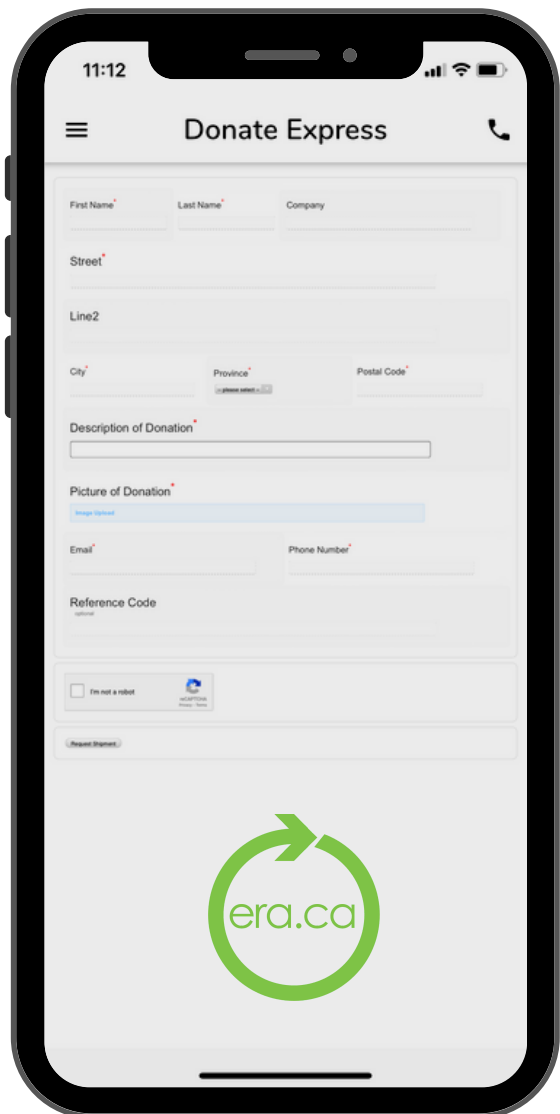 11:12
Donate Express
First Name* Last Name* Company
Street*
Line2
City* Province* Postal Code*
-- please select --
Description of Donation*
Picture of Donation*
Image Upload
Email* Phone Number*
Reference Code
optional
I'm not a robot
reCAPTCHA
Privacy - Terms
Request Shipment
era.ca